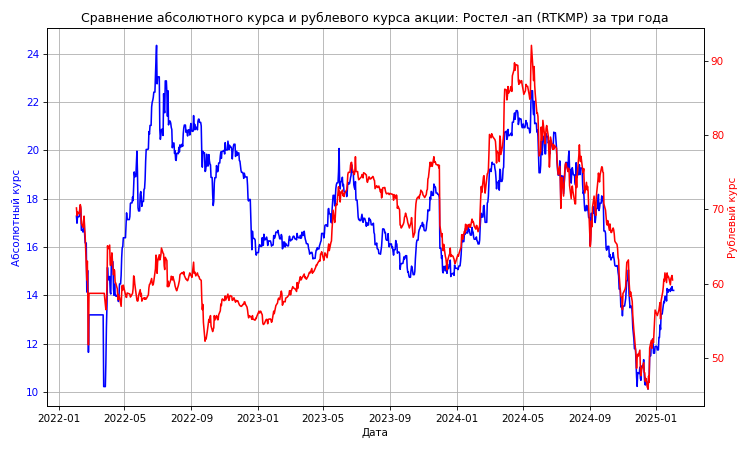 Сравнение абсолютного курса и рублевого курса акции: Ростел -ап (RTKMP) за три года
Абсолютный курс
24
22
20
18
16
14
12
10
90
80
70
60
50
Рублевый курс
2022-01 2022-05 2022-09 2023-01 2023-05 2023-09 2024-01 2024-05 2024-09 2025-01
Дата